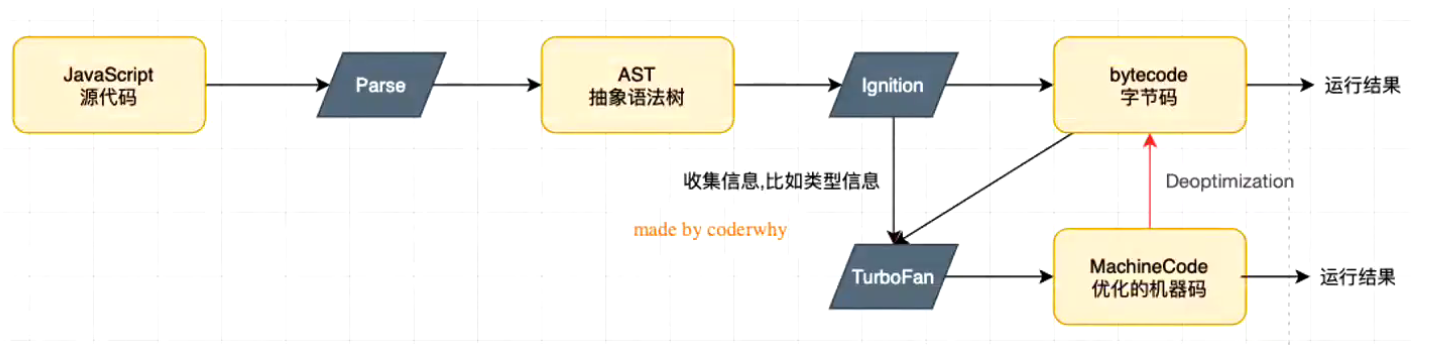 JavaScript
源代码
Parse
AST
抽象语法树
Ignition
bytecode
字节码
运行结果
收集信息,比如类型信息
Deoptimization
made by coderwhy
TurboFan
MachineCode
优化的机器码
运行结果